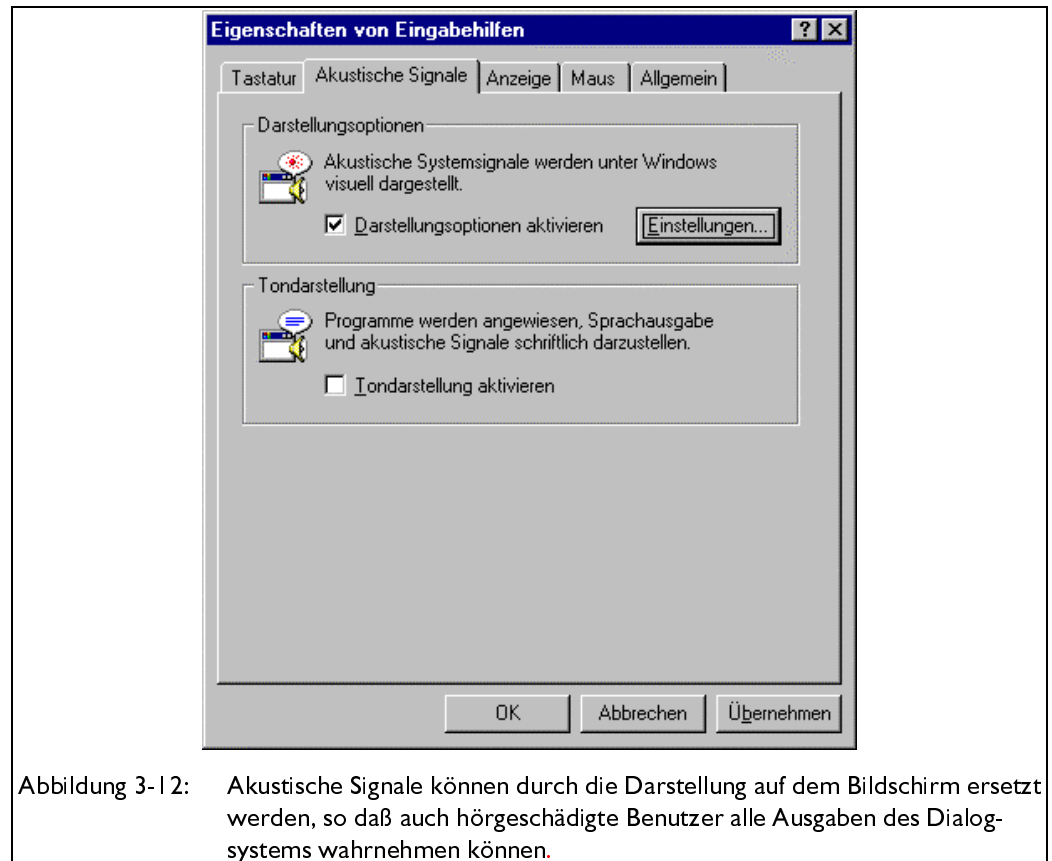 Eigenschaften von Eingabehilfen
Tastatur Akustische Signale Anzeige Maus Allgemein
Darstellungsoptionen
Akustische Systemsignale werden unter Windows
visuell dargestellt.
Darstellungsoptionen aktivieren Einstellungen...
Tondarstellung
Programme werden angewiesen, Sprachausgabe
und akustische Signale schriftlich darzustellen.
Tondarstellung aktivieren
OK Abbrechen Übernehmen
Abbildung 3-12: Akustische Signale können durch die Darstellung auf dem Bildschirm ersetzt
werden, so daß auch hörgeschädigte Benutzer alle Ausgaben des Dialog-
systems wahrnehmen können.